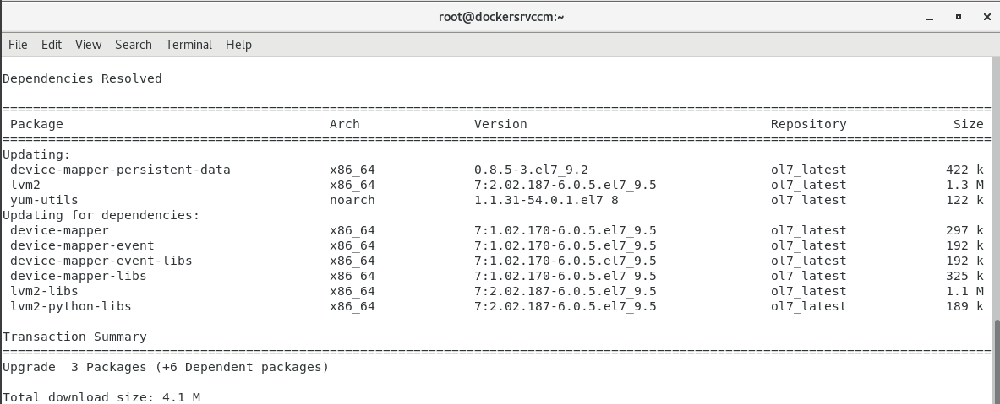 root@dockersrvccm:~
File Edit View Search Terminal Help
Dependencies Resolved
================================================================================================================================
Package Arch Version Repository Size
================================================================================================================================
Updating:
device-mapper-persistent-data x86_64 0.8.5-3.el7_9.2 ol7_latest 422 k
lvm2 x86_64 7:2.02.187-6.0.5.el7_9.5 ol7_latest 1.3 M
yum-utils noarch 1.1.31-54.0.1.el7_8 ol7_latest 122 k
Updating for dependencies:
device-mapper x86_64 7:1.02.170-6.0.5.el7_9.5 ol7_latest 297 k
device-mapper-event x86_64 7:1.02.170-6.0.5.el7_9.5 ol7_latest 192 k
device-mapper-event-libs x86_64 7:1.02.170-6.0.5.el7_9.5 ol7_latest 192 k
device-mapper-libs x86_64 7:1.02.170-6.0.5.el7_9.5 ol7_latest 325 k
lvm2-libs x86_64 7:2.02.187-6.0.5.el7_9.5 ol7_latest 1.1 M
lvm2-python-libs x86_64 7:2.02.187-6.0.5.el7_9.5 ol7_latest 189 k
Transaction Summary
================================================================================================================================
Upgrade 3 Packages (+6 Dependent packages)
Total download size: 4.1 M